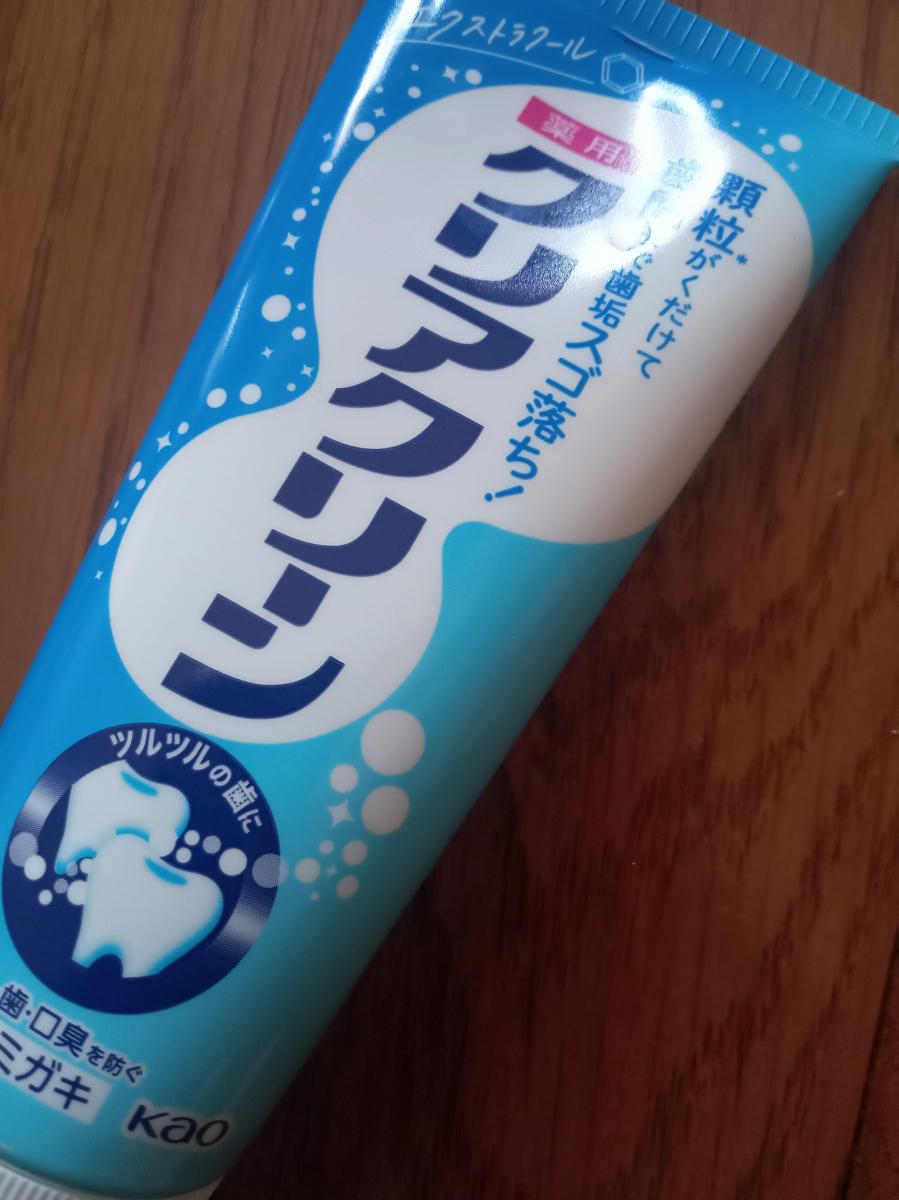 エクストラクール
薬用
クリアクリーン
顆粒*がくだけて
で歯垢スゴ落ち!
ツルツルの歯に
歯・口臭を防ぐ
ミガキ
Kao